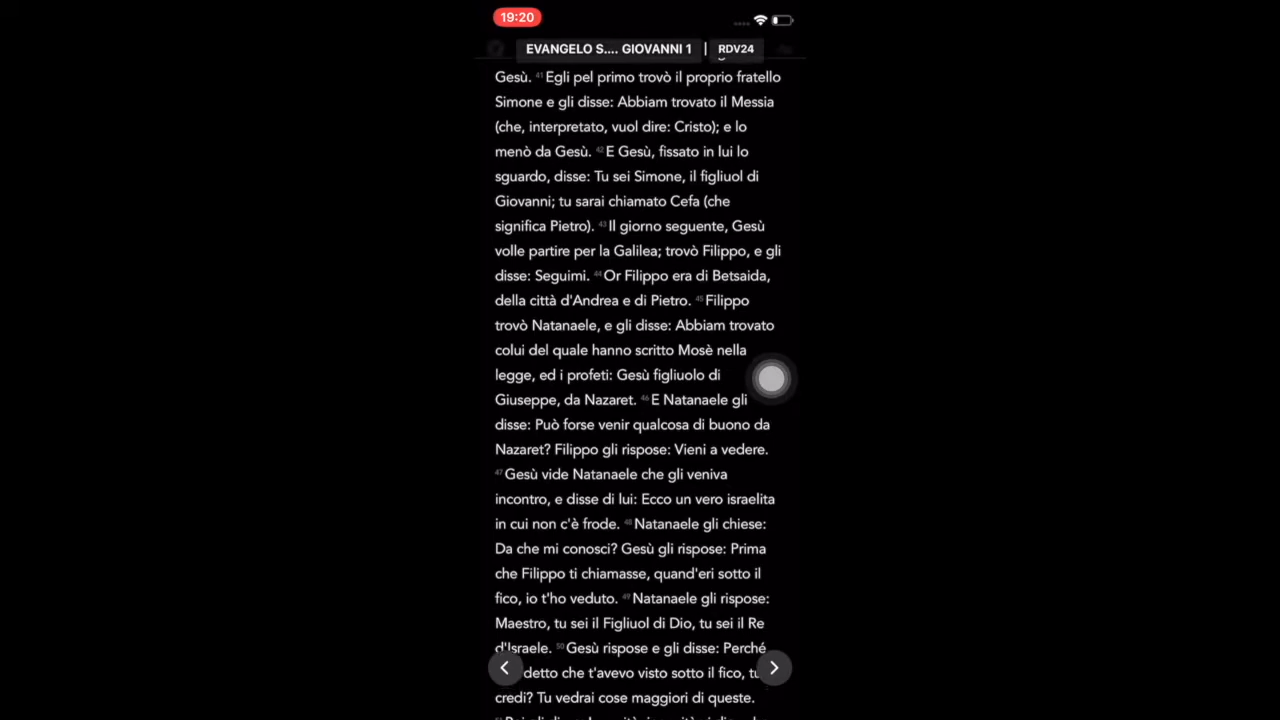 19:20
EVANGELO S.... GIOVANNI 1 | RDV24
Gesù. 41 Egli pel primo trovò il proprio fratello
Simone e gli disse: Abbiam trovato il Messia
(che, interpretato, vuol dire: Cristo); e lo
menò da Gesù. 42 E Gesù, fissato in lui lo
sguardo, disse: Tu sei Simone, il figliuol di
Giovanni; tu sarai chiamato Cefa (che
significa Pietro). 43 Il giorno seguente, Gesù
volle partire per la Galilea; trovò Filippo, e gli
disse: Seguimi. 44 Or Filippo era di Betsaida,
della città d'Andrea e di Pietro. 45 Filippo
trovò Natanaele, e gli disse: Abbiam trovato
colui del quale hanno scritto Mosè nella
legge, ed i profeti: Gesù figliuolo di
Giuseppe, da Nazaret. 46 E Natanaele gli
disse: Può forse venir qualcosa di buono da
Nazaret? Filippo gli rispose: Vieni a vedere.
47 Gesù vide Natanaele che gli veniva
incontro, e disse di lui: Ecco un vero israelita
in cui non c'è frode. 48 Natanaele gli chiese:
Da che mi conosci? Gesù gli rispose: Prima
che Filippo ti chiamasse, quand'eri sotto il
fico, io t'ho veduto. 49 Natanaele gli rispose:
Maestro, tu sei il Figliuol di Dio, tu sei il Re
d'Israele. 50 Gesù rispose e gli disse: Perché
detto che t'avevo visto sotto il fico, tu
credi? Tu vedrai cose maggiori di queste.